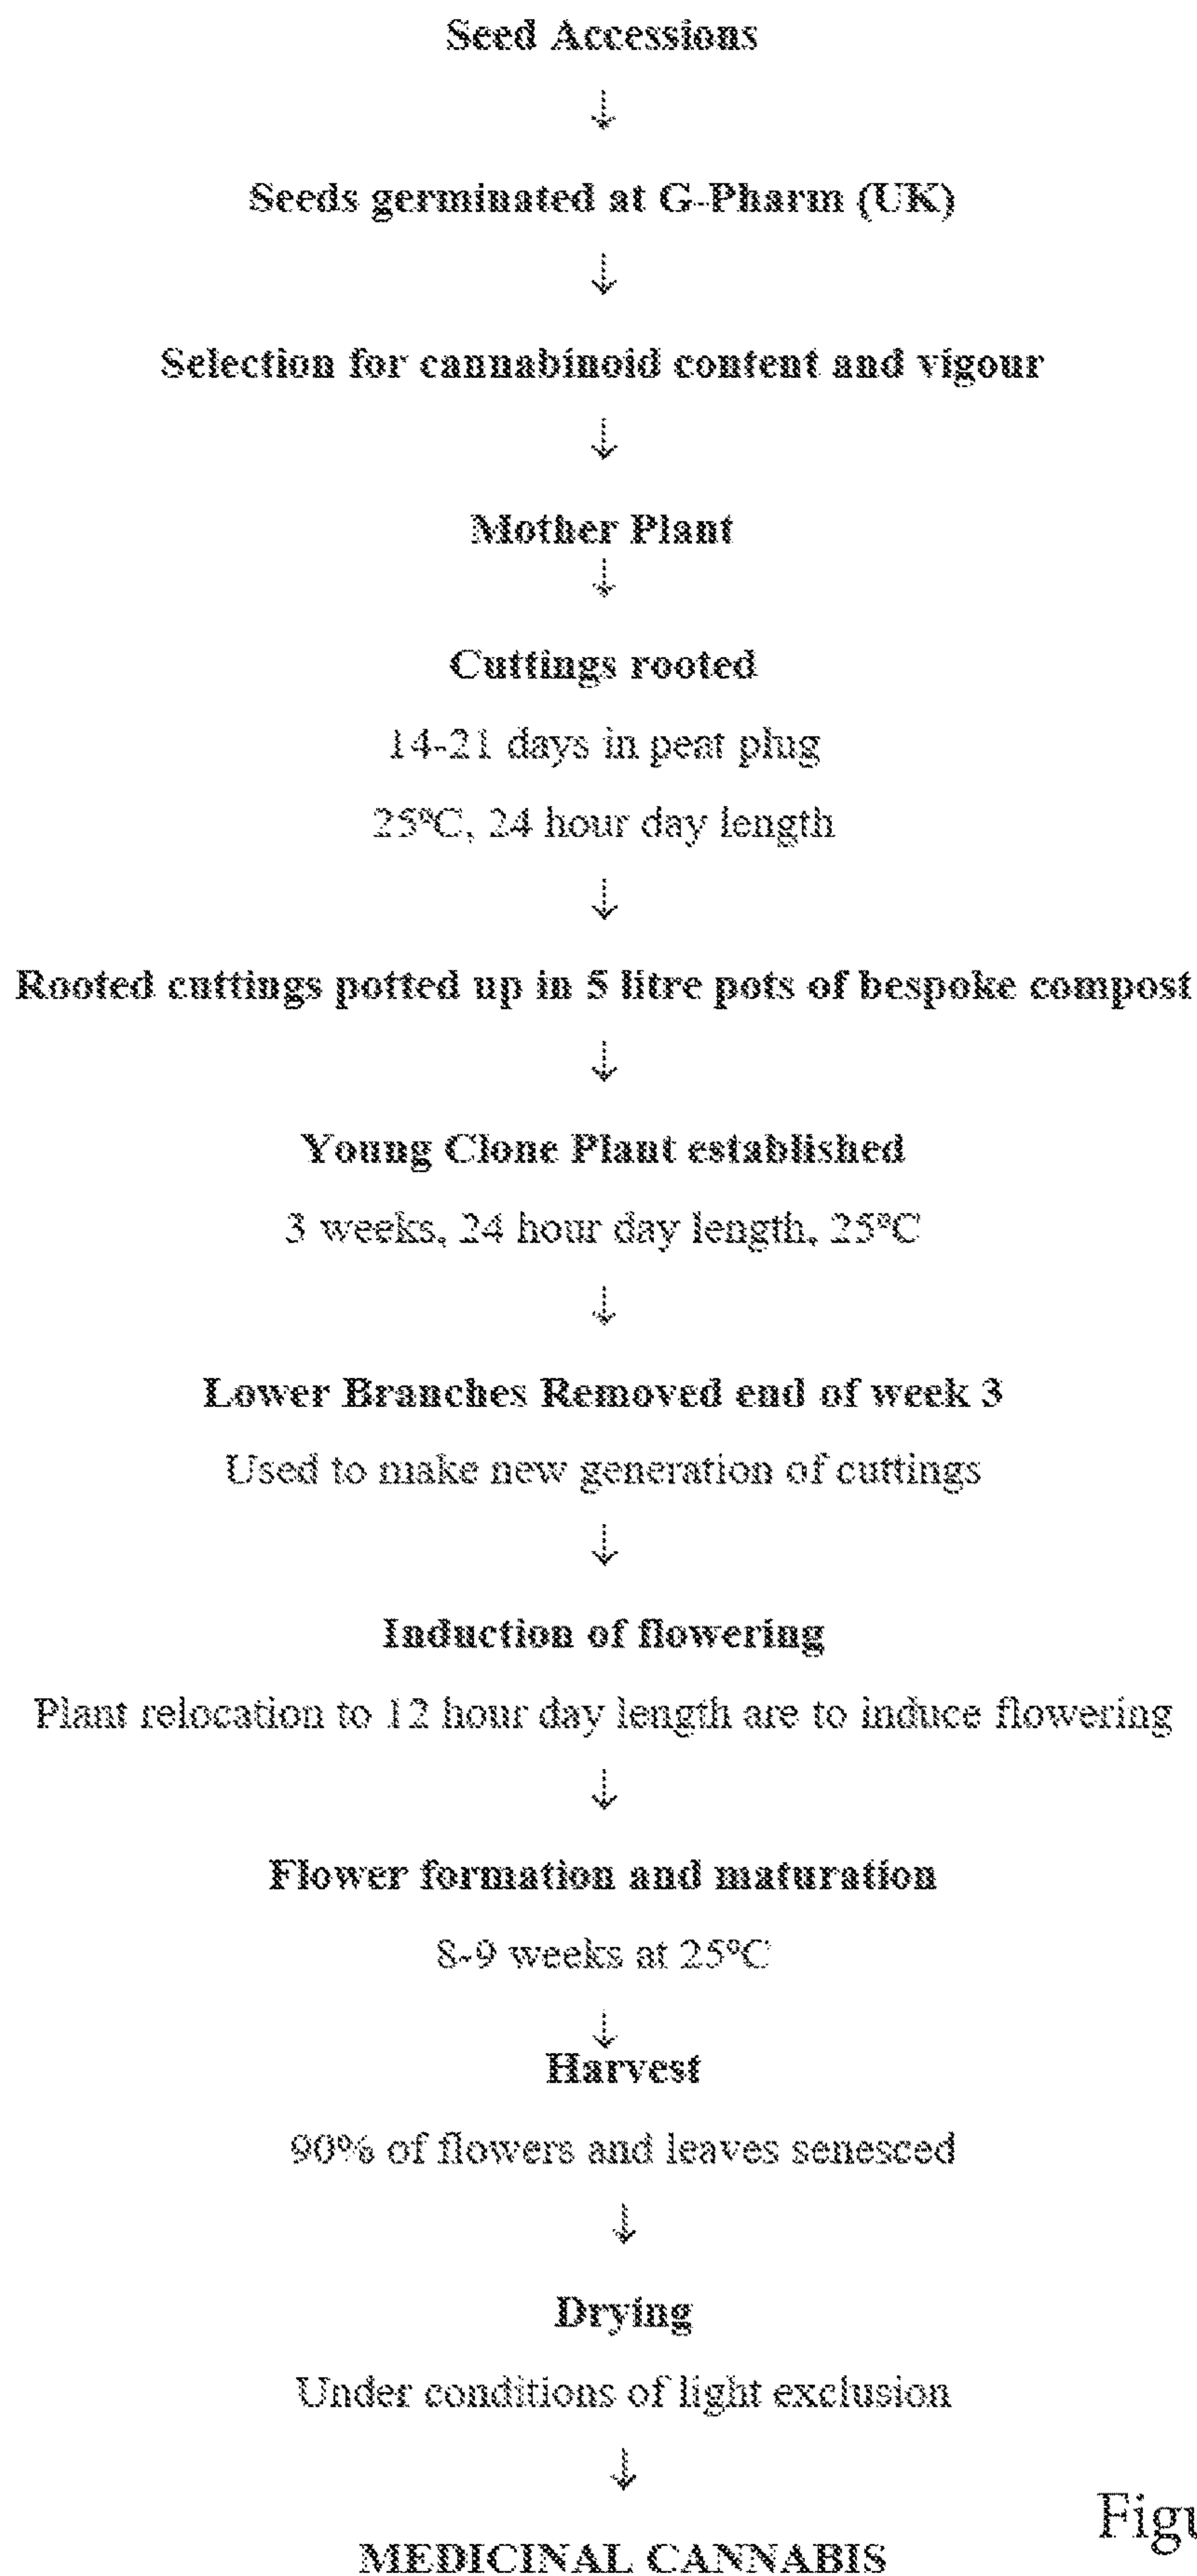 Seed Accessions
↓
Seeds germinated at G-Pharm (UK)
↓
Selection for cannabinoid content and vigour
↓
Mother Plant
↓
Cuttings rooted
14-21 days in peat plug
25ºC, 24 hour day length
↓
Rooted cuttings potted up in 5 litre pots of bespoke compost
↓
Young Clone Plant established
3 weeks, 24 hour day length, 25ºC
↓
Lower Branches Removed end of week 3
Used to make new generation of cuttings
↓
Induction of flowering
Plant relocation to 12 hour day length are to induce flowering
↓
Flower formation and maturation
8-9 weeks at 25ºC
↓
Harvest
90% of flowers and leaves senesced
↓
Drying
Under conditions of light exclusion
↓
MEDICINAL CANNABIS